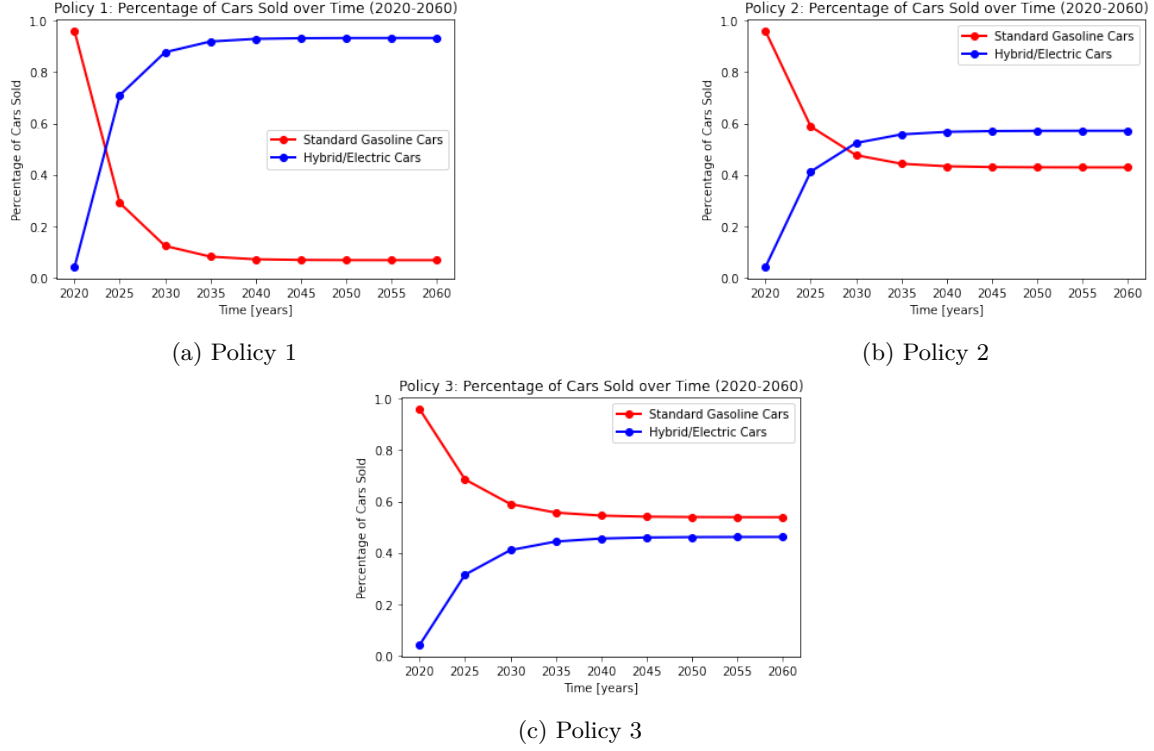 Policy 1: Percentage of Cars Sold over Time (2020-2060)
1.0
0.8
0.6
0.4
0.2
0.0
Percentage of Cars Sold
Standard Gasoline Cars
Hybrid/Electric Cars
2020 2025 2030 2035 2040 2045 2050 2055 2060
Time [years]
(a) Policy 1
Policy 2: Percentage of Cars Sold over Time (2020-2060)
1.0
0.8
0.6
0.4
0.2
0.0
Percentage of Cars Sold
Standard Gasoline Cars
Hybrid/Electric Cars
2020 2025 2030 2035 2040 2045 2050 2055 2060
Time [years]
(b) Policy 2
Policy 3: Percentage of Cars Sold over Time (2020-2060)
1.0
0.8
0.6
0.4
0.2
0.0
Percentage of Cars Sold
Standard Gasoline Cars
Hybrid/Electric Cars
2020 2025 2030 2035 2040 2045 2050 2055 2060
Time [years]
(c) Policy 3